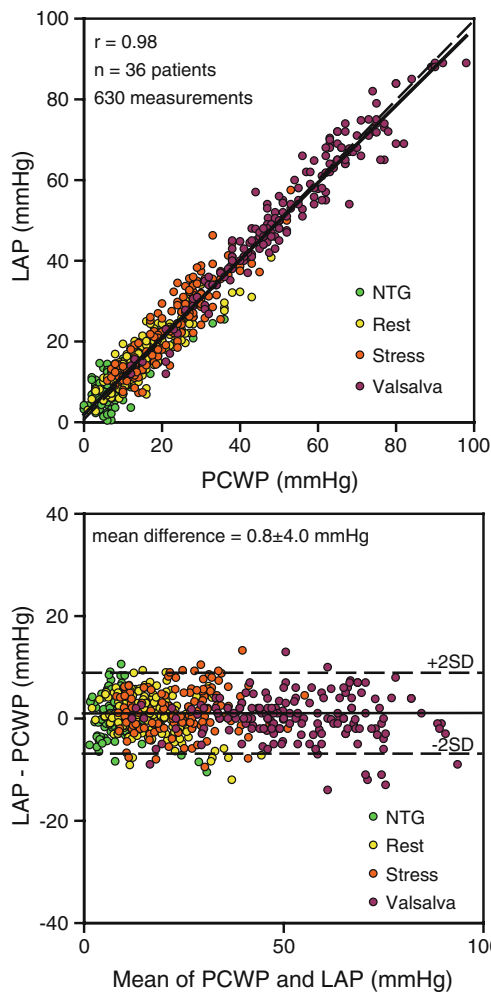 100
r = 0.98
n = 36 patients
630 measurements
80
60
40
20
0
LAP (mmHg)
NTG
Rest
Stress
Valsalva
0 20 40 60 80 100
PCWP (mmHg)
40
mean difference = 0.8±4.0 mmHg
20
+2SD
0
-2SD
-20
-40
LAP - PCWP (mmHg)
NTG
Rest
Stress
Valsalva
0 50 10
Mean of PCWP and LAP (mmHg)